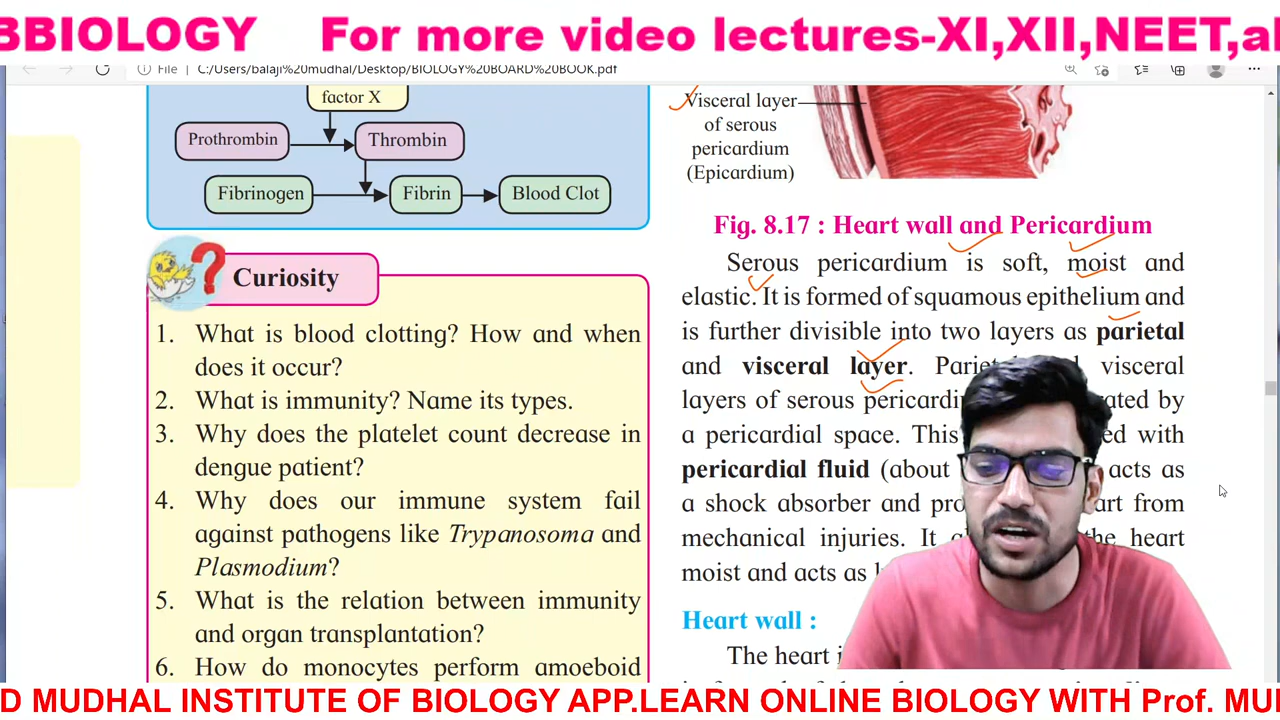 BBIOLOGY For more video lectures-XI,XII,NEET,al
File C:/Users/balaji%20mudhal/Desktop/BIOLOGY%20BOARD%20BOOK.pdf
factor X
Prothrombin Thrombin
Fibrinogen Fibrin Blood Clot
Curiosity
1. What is blood clotting? How and when
does it occur?
2. What is immunity? Name its types.
3. Why does the platelet count decrease in
dengue patient?
4. Why does our immune system fail
against pathogens like Trypanosoma and
Plasmodium?
5. What is the relation between immunity
and organ transplantation?
6. How do monocytes perform amoeboid
Visceral layer
of serous
pericardium
(Epicardium)
Fig. 8.17 : Heart wall and Pericardium
Serous pericardium is soft, moist and
elastic. It is formed of squamous epithelium and
is further divisible into two layers as parietal
and visceral layer. visceral
layers of serous by
a pericardial space. This with
pericardial fluid (about acts as
a shock absorber and from
mechanical injuries. It the heart
moist and acts as
Heart wall :
The heart
D MUDHAL INSTITUTE OF BIOLOGY APP.LEARN ONLINE BIOLOGY WITH Prof. MU